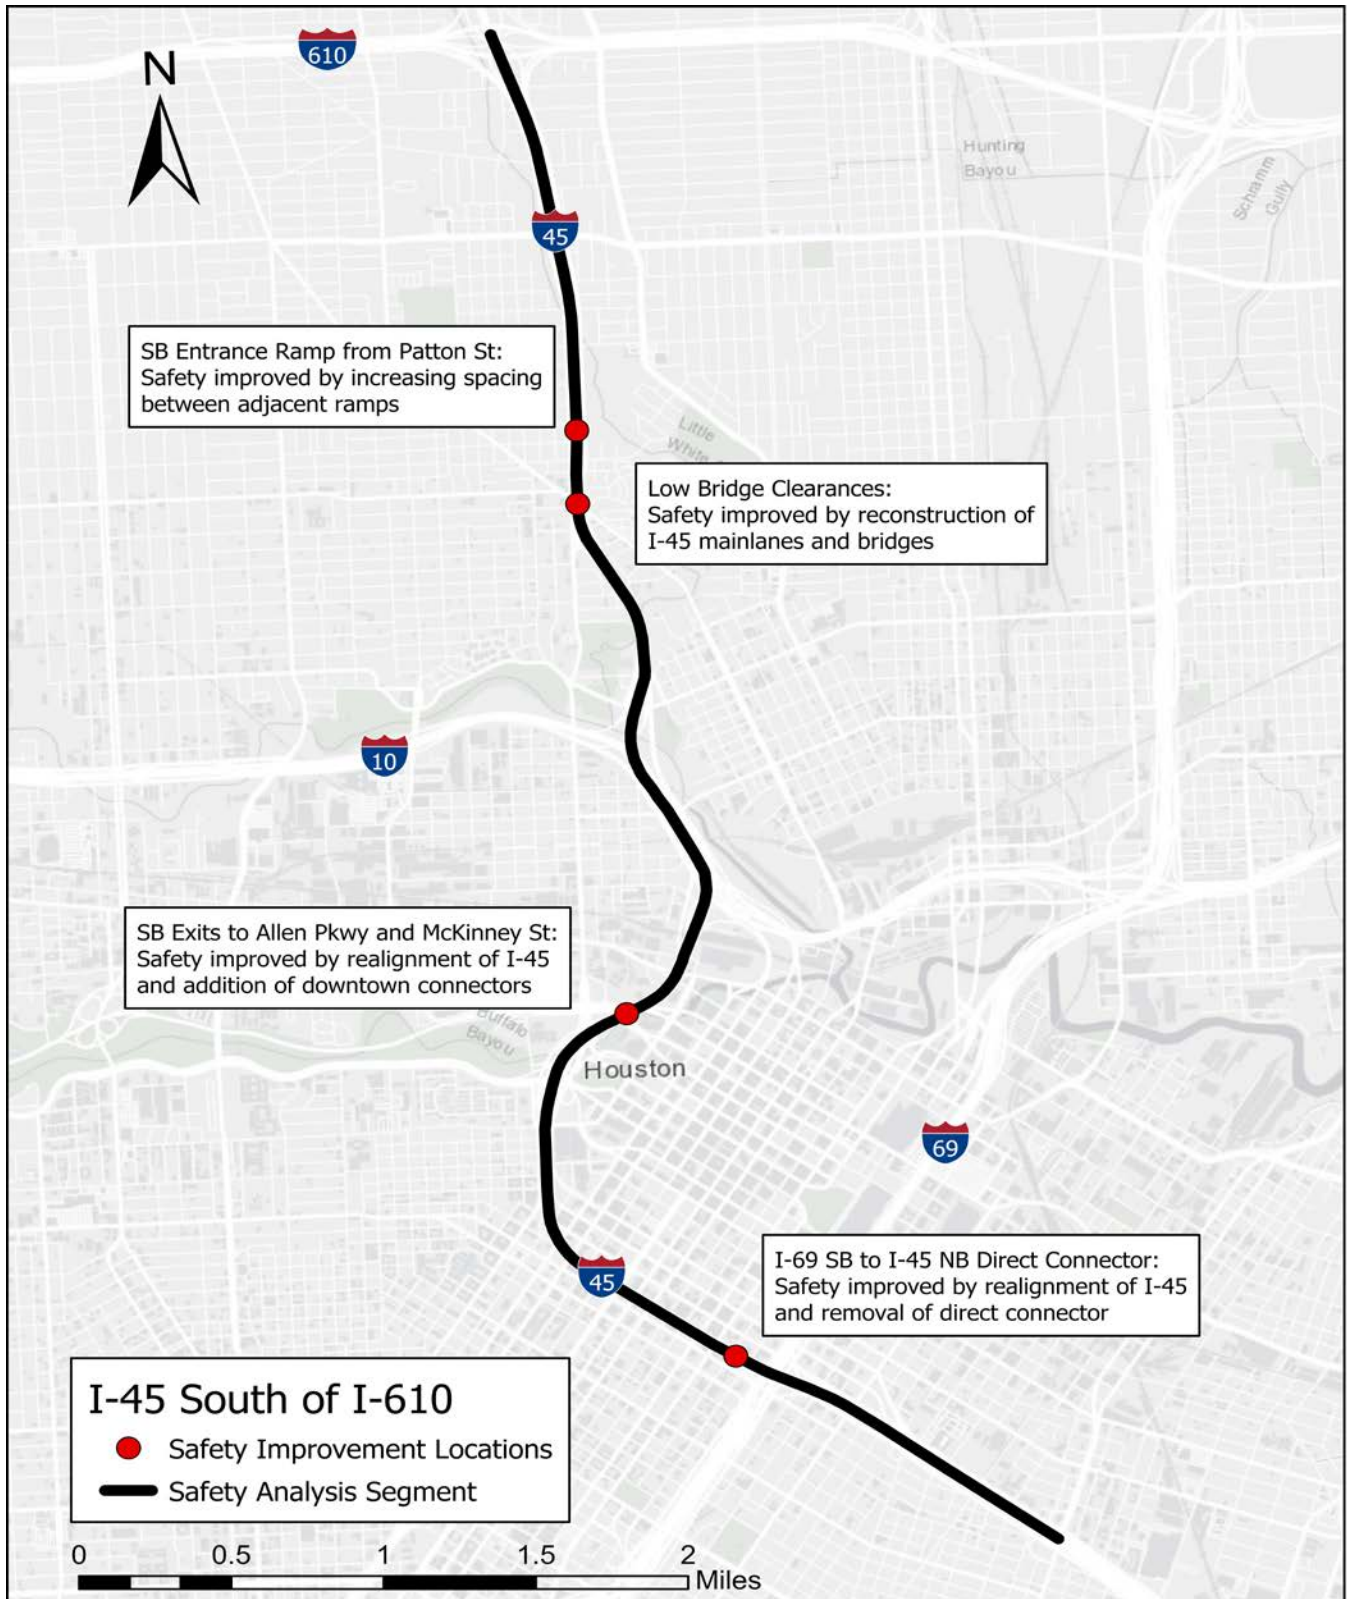 610
N
Hunting
Bayou
Schramm
Gully
45
SB Entrance Ramp from Patton St:
Safety improved by increasing spacing
between adjacent ramps
Little
White
Low Bridge Clearances:
Safety improved by reconstruction of
I-45 mainlanes and bridges
10
SB Exits to Allen Pkwy and McKinney St:
Safety improved by realignment of I-45
and addition of downtown connectors
Buffalo
Bayou
Houston
69
I-69 SB to I-45 NB Direct Connector:
Safety improved by realignment of I-45
and removal of direct connector
45
I-45 South of I-610
Safety Improvement Locations
Safety Analysis Segment
0 0.5 1 1.5 2
Miles